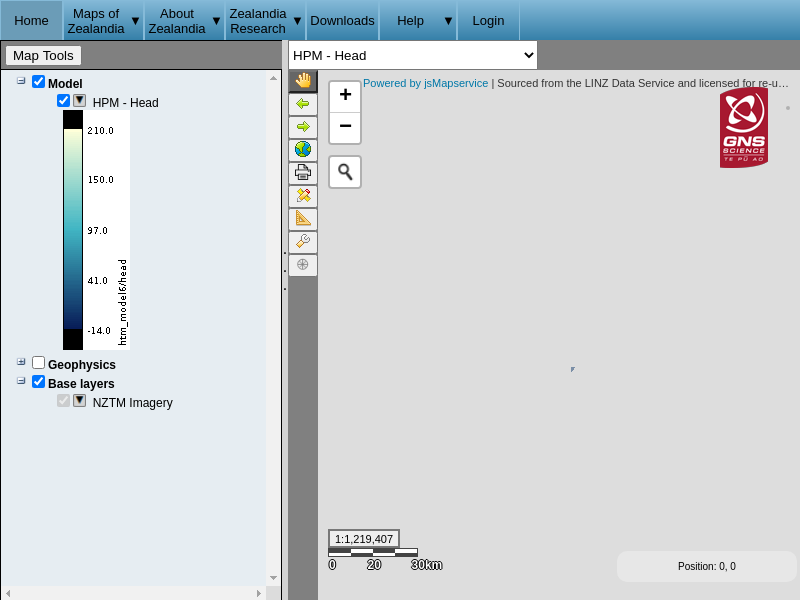 Home
Maps of Zealandia ▼
About Zealandia ▼
Zealandia Research ▼
Downloads
Help ▼
Login
Map Tools
HPM - Head
Model
HPM - Head
210.0
150.0
97.0
41.0
-14.0
htm_model6/head
Geophysics
Base layers
NZTM Imagery
+
−
Powered by jsMapservice | Sourced from the LINZ Data Service and licensed for re-u…
GNS
SCIENCE
TE PŪ AO
1:1,219,407
0 20 30km
Position: 0, 0